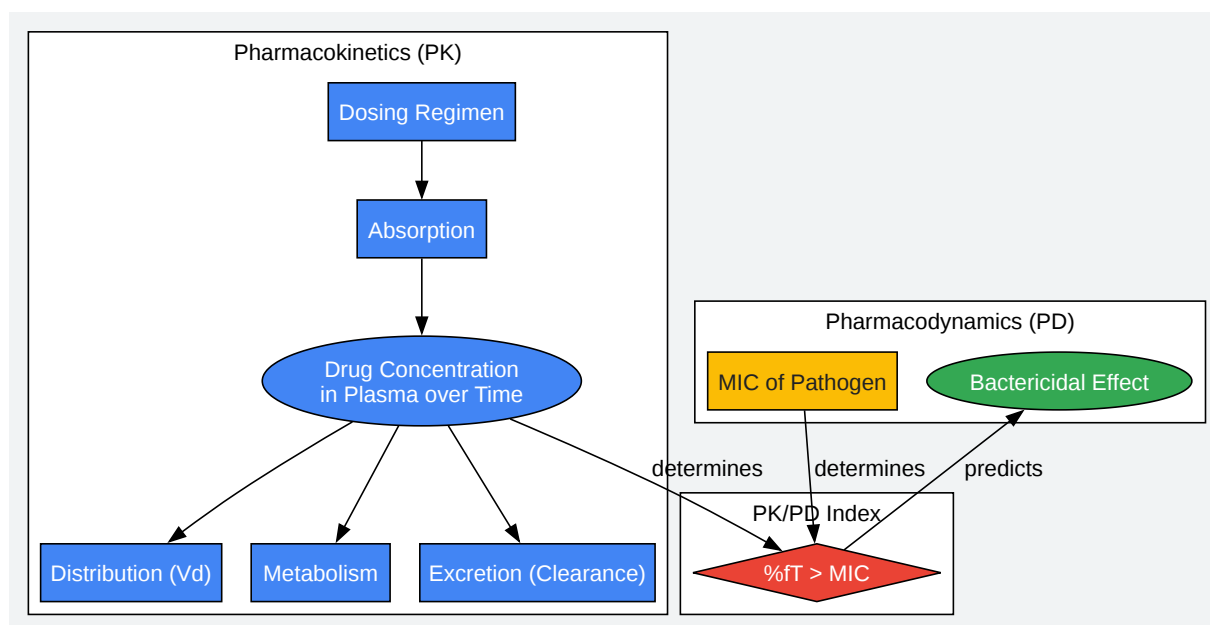 Pharmacokinetics (PK)
Dosing Regimen
Absorption
Drug Concentration
in Plasma over Time
Distribution (Vd)
Metabolism
Excretion (Clearance)
Pharmacodynamics (PD)
MIC of Pathogen
Bactericidal Effect
determines
determines
predicts
PK/PD Index
%fT > MIC